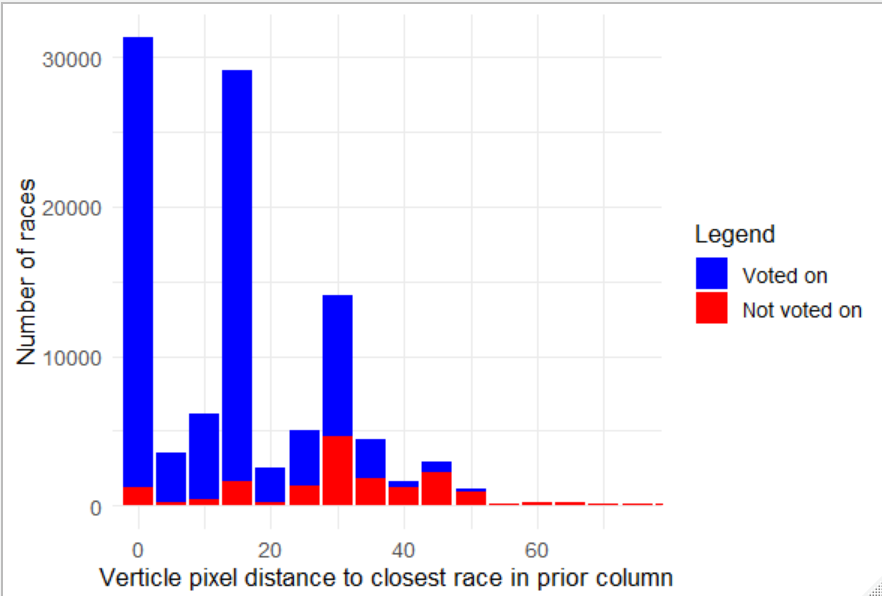 30000
20000
10000
0
Number of races
0 20 40 60
Verticle pixel distance to closest race in prior column
Legend
Voted on
Not voted on